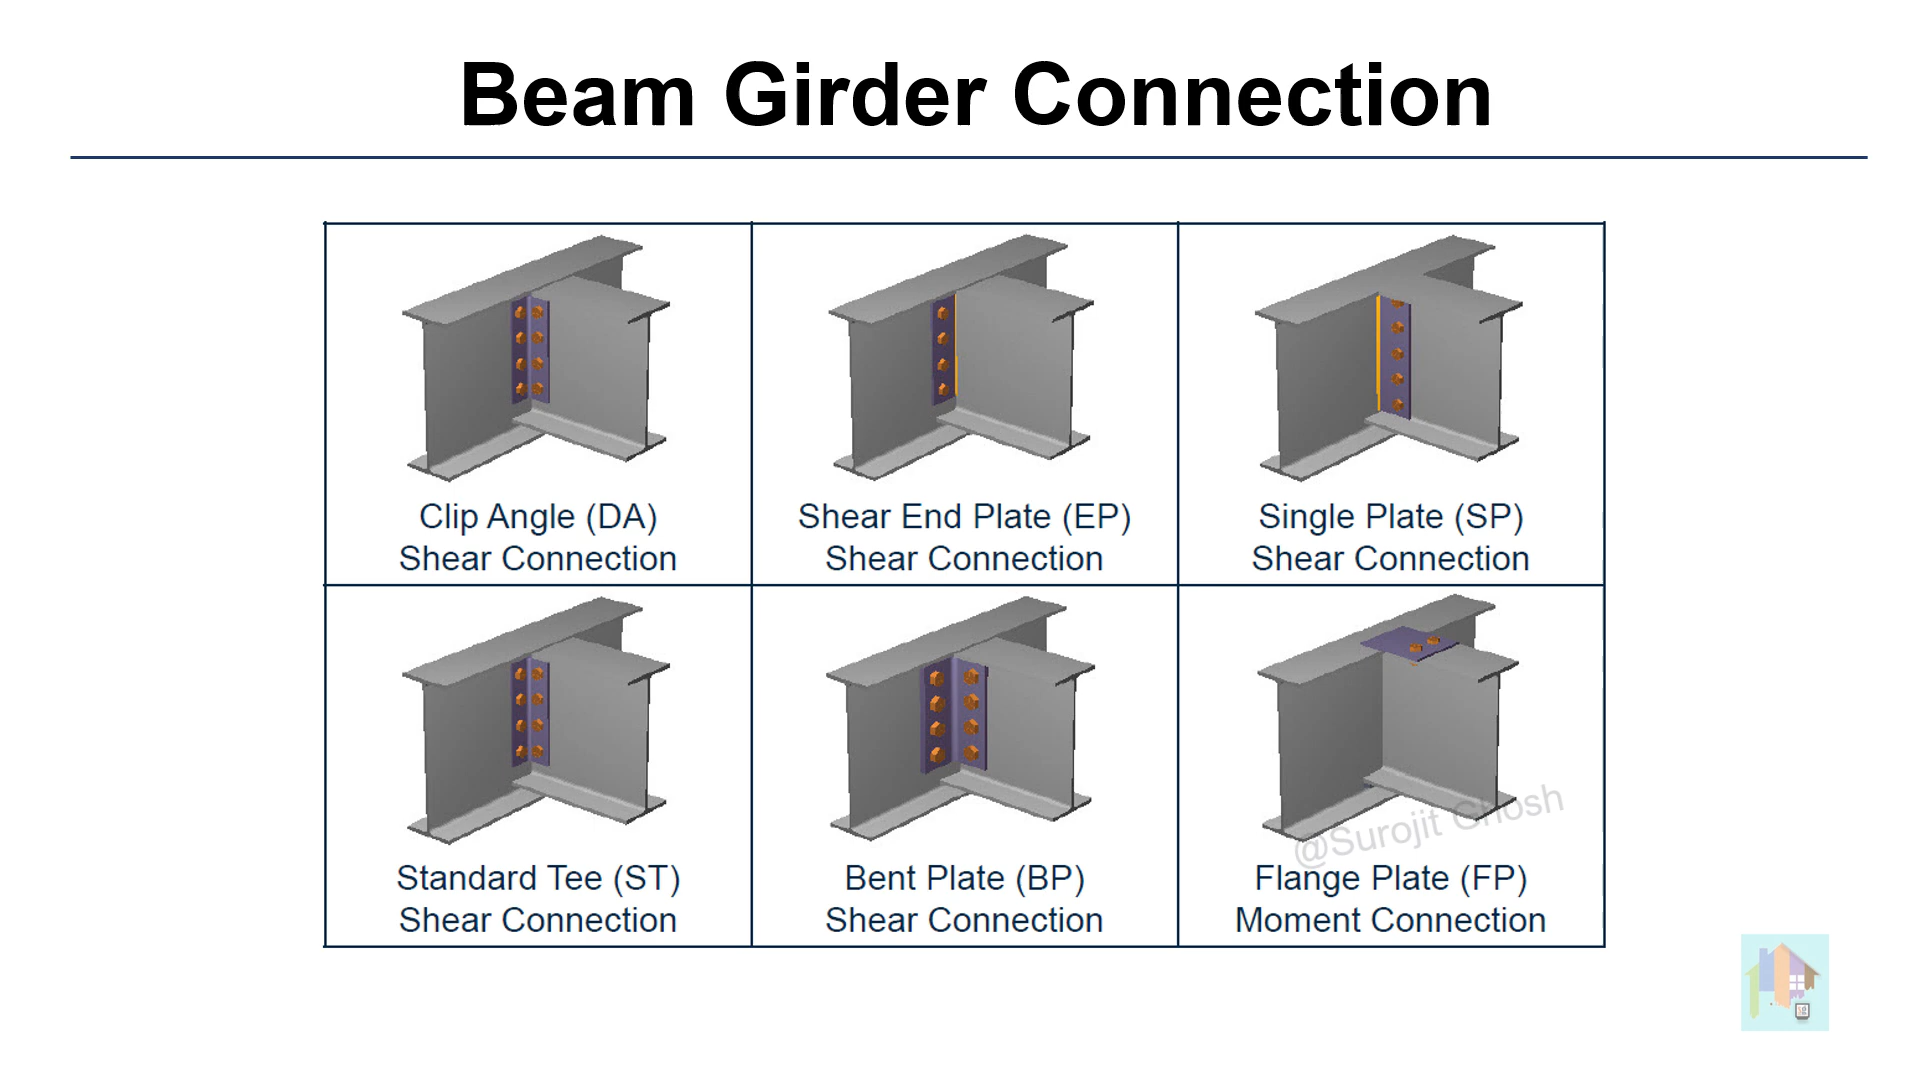 Beam Girder Connection
Clip Angle (DA)
Shear Connection
Shear End Plate (EP)
Shear Connection
Single Plate (SP)
Shear Connection
Standard Tee (ST)
Shear Connection
Bent Plate (BP)
Shear Connection
@Surojit Ghosh
Flange Plate (FP)
Moment Connection